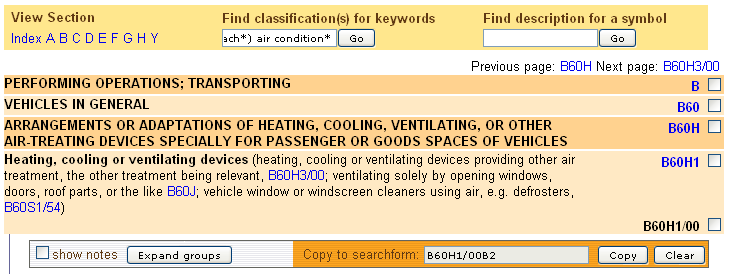 View Section Find classification(s) for keywords Find description for a symbol
Index A B C D E F G H Y ach*) air condition* Go Go
Previous page: B60H Next page: B60H3/00
PERFORMING OPERATIONS; TRANSPORTING B
VEHICLES IN GENERAL B60
ARRANGEMENTS OR ADAPTATIONS OF HEATING, COOLING, VENTILATING, OR OTHER B60H
AIR-TREATING DEVICES SPECIALLY FOR PASSENGER OR GOODS SPACES OF VEHICLES
Heating, cooling or ventilating devices (heating, cooling or ventilating devices providing other air B60H1
treatment, the other treatment being relevant, B60H3/00; ventilating solely by opening windows,
doors, roof parts, or the like B60J; vehicle window or windscreen cleaners using air, e.g. defrosters,
B60S1/54)
B60H1/00
show notes Expand groups Copy to searchform: B60H1/00B2 Copy Clear